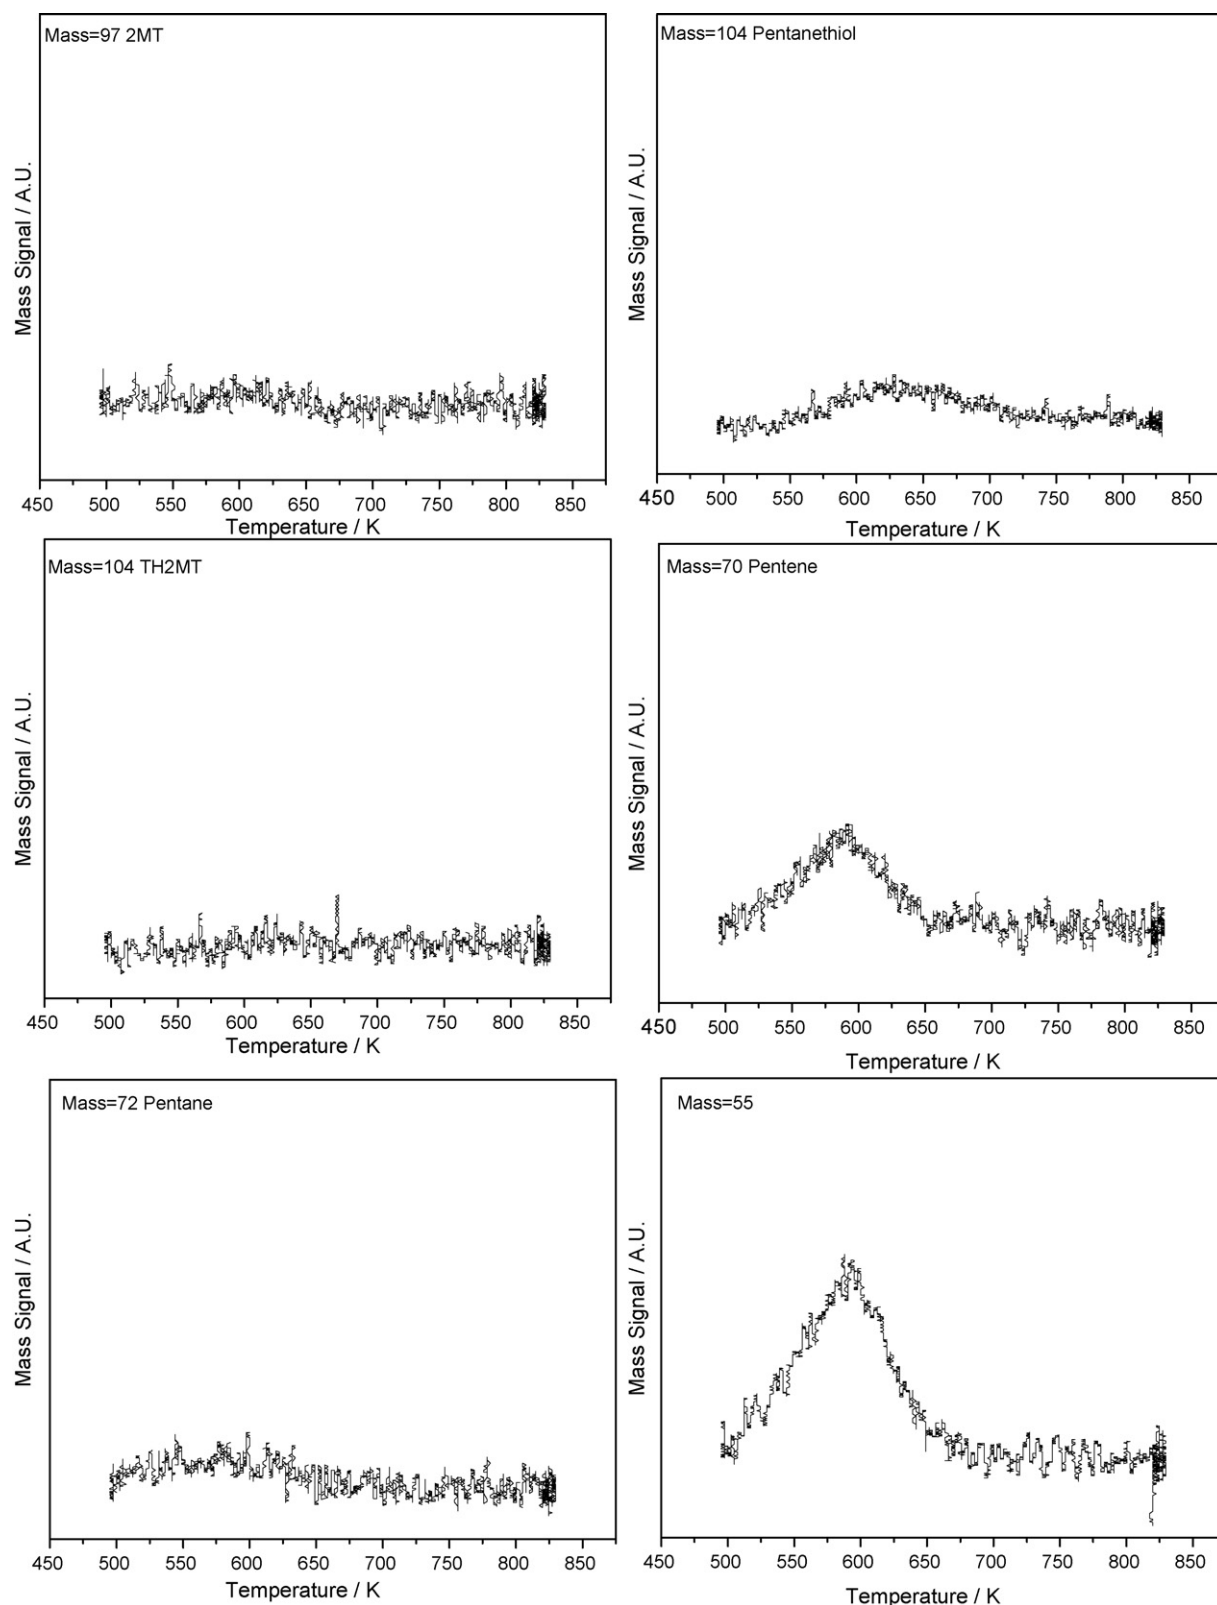 Mass=97 2MT
Mass Signal / A.U.
450 500 550 600 650 700 750 800 850
Temperature / K
Mass=104 Pentanethiol
Mass Signal / A.U.
450 500 550 600 650 700 750 800 850
Temperature / K
Mass=104 TH2MT
Mass Signal / A.U.
450 500 550 600 650 700 750 800 850
Temperature / K
Mass=70 Pentene
Mass Signal / A.U.
450 500 550 600 650 700 750 800 850
Temperature / K
Mass=72 Pentane
Mass Signal / A.U.
450 500 550 600 650 700 750 800 850
Temperature / K
Mass=55
Mass Signal / A.U.
450 500 550 600 650 700 750 800 850
Temperature / K